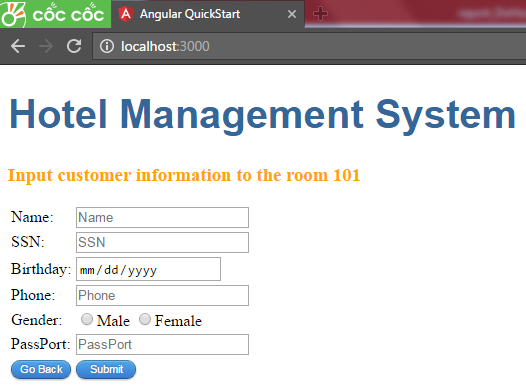 CỐC CỐC Angular QuickStart
localhost:3000
Hotel Management System
Input customer information to the room 101
Name: Name
SSN: SSN
Birthday: mm/dd/yyyy
Phone: Phone
Gender: Male Female
PassPort: PassPort
Go Back Submit